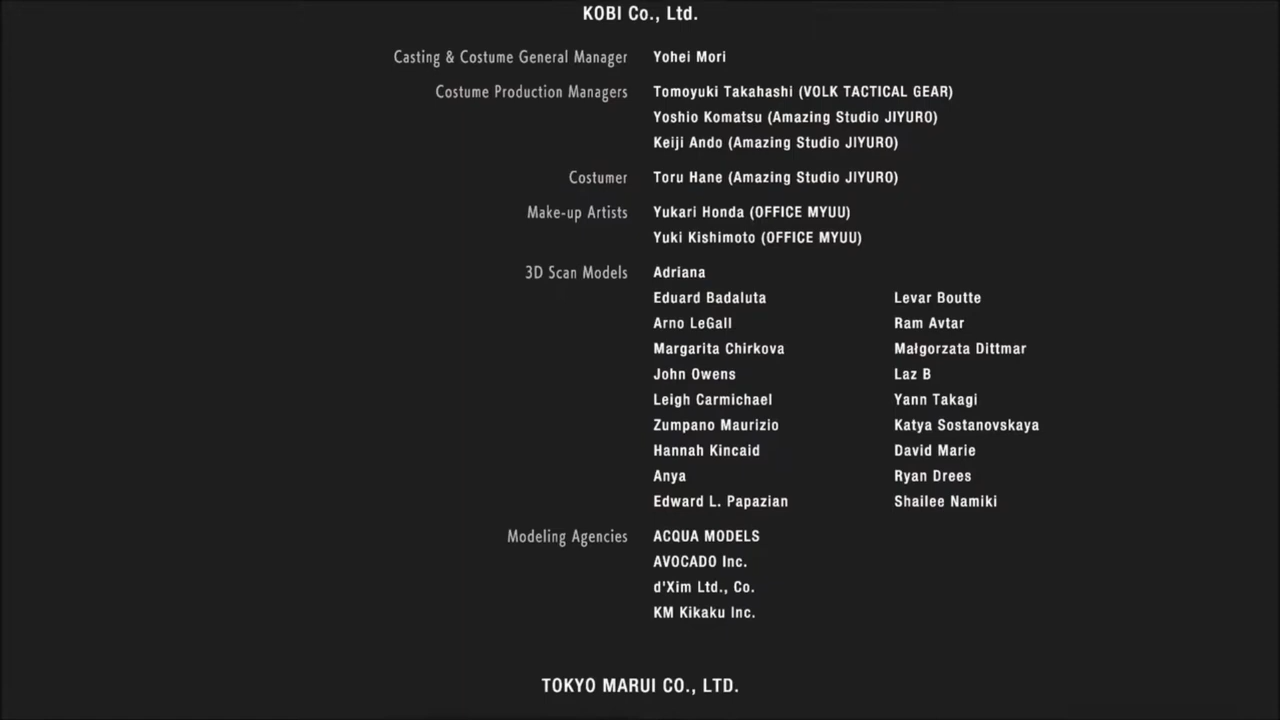 KOBI Co., Ltd.
Casting & Costume General Manager Yohei Mori
Costume Production Managers Tomoyuki Takahashi (VOLK TACTICAL GEAR)
Yoshio Komatsu (Amazing Studio JIYURO)
Keiji Ando (Amazing Studio JIYURO)
Costumer Toru Hane (Amazing Studio JIYURO)
Make-up Artists Yukari Honda (OFFICE MYUU)
Yuki Kishimoto (OFFICE MYUU)
3D Scan Models Adriana
Eduard Badaluta Levar Boutte
Arno LeGall Ram Avtar
Margarita Chirkova Małgorzata Dittmar
John Owens Laz B
Leigh Carmichael Yann Takagi
Zumpano Maurizio Katya Sostanovskaya
Hannah Kincaid David Marie
Anya Ryan Drees
Edward L. Papazian Shailee Namiki
Modeling Agencies ACQUA MODELS
AVOCADO Inc.
d'Xim Ltd., Co.
KM Kikaku Inc.
TOKYO MARUI CO., LTD.